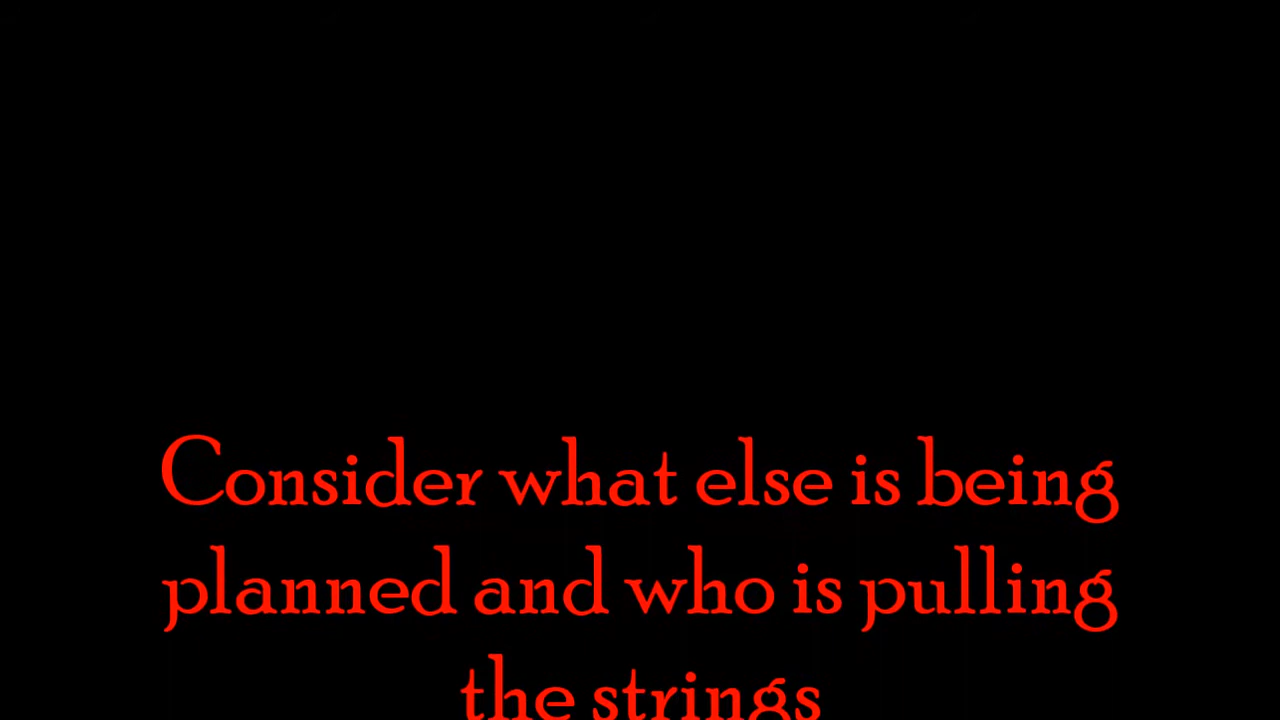 Consider what else is being
planned and who is pulling
the strings